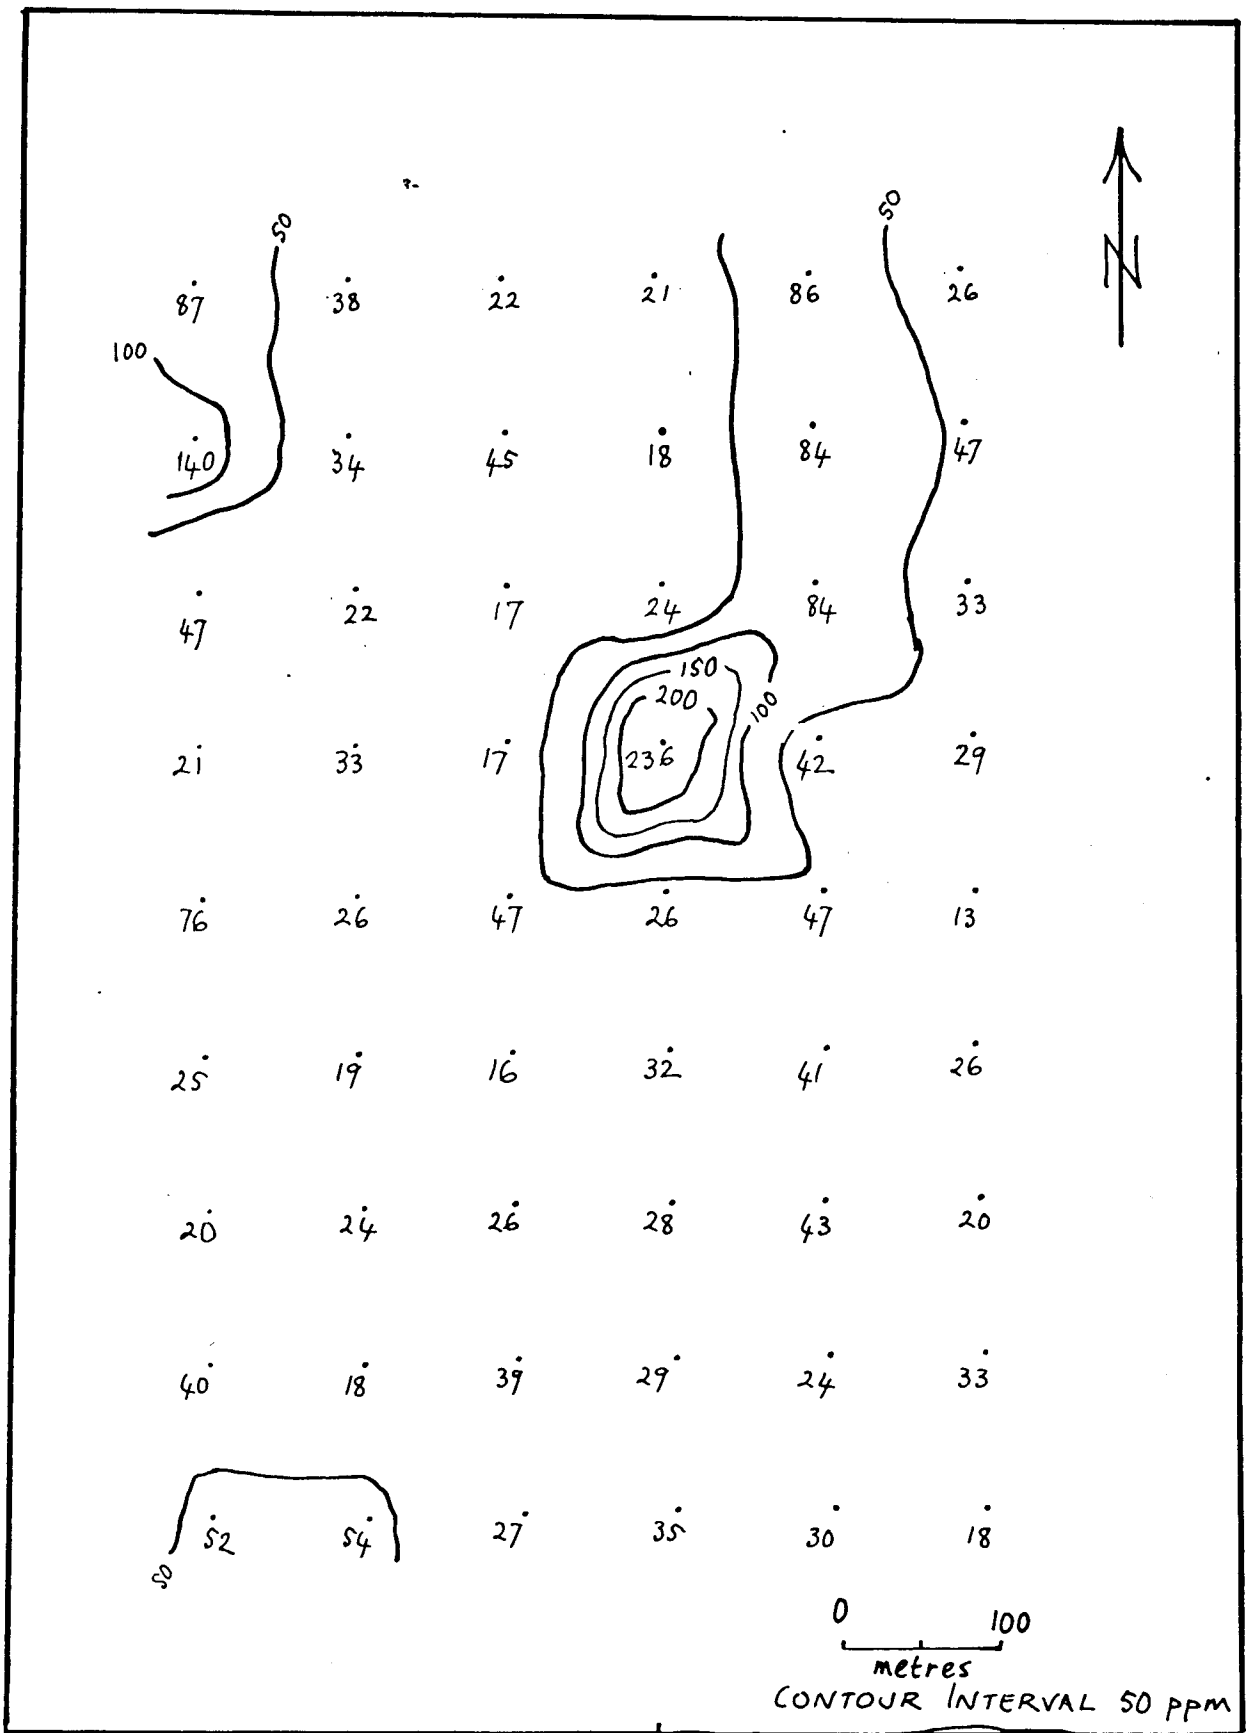 50 50
N
87 38 22 21 86 26
100
140 34 45 18 84 47
47 22 17 24 84 33
150
200 100
21 33 17 236 42 29
76 26 47 26 47 13
25 19 16 32 41 26
20 24 26 28 43 20
40 18 39 29 24 33
52 54 27 35 30 18
50
0 100
metres
CONTOUR INTERVAL 50 ppm